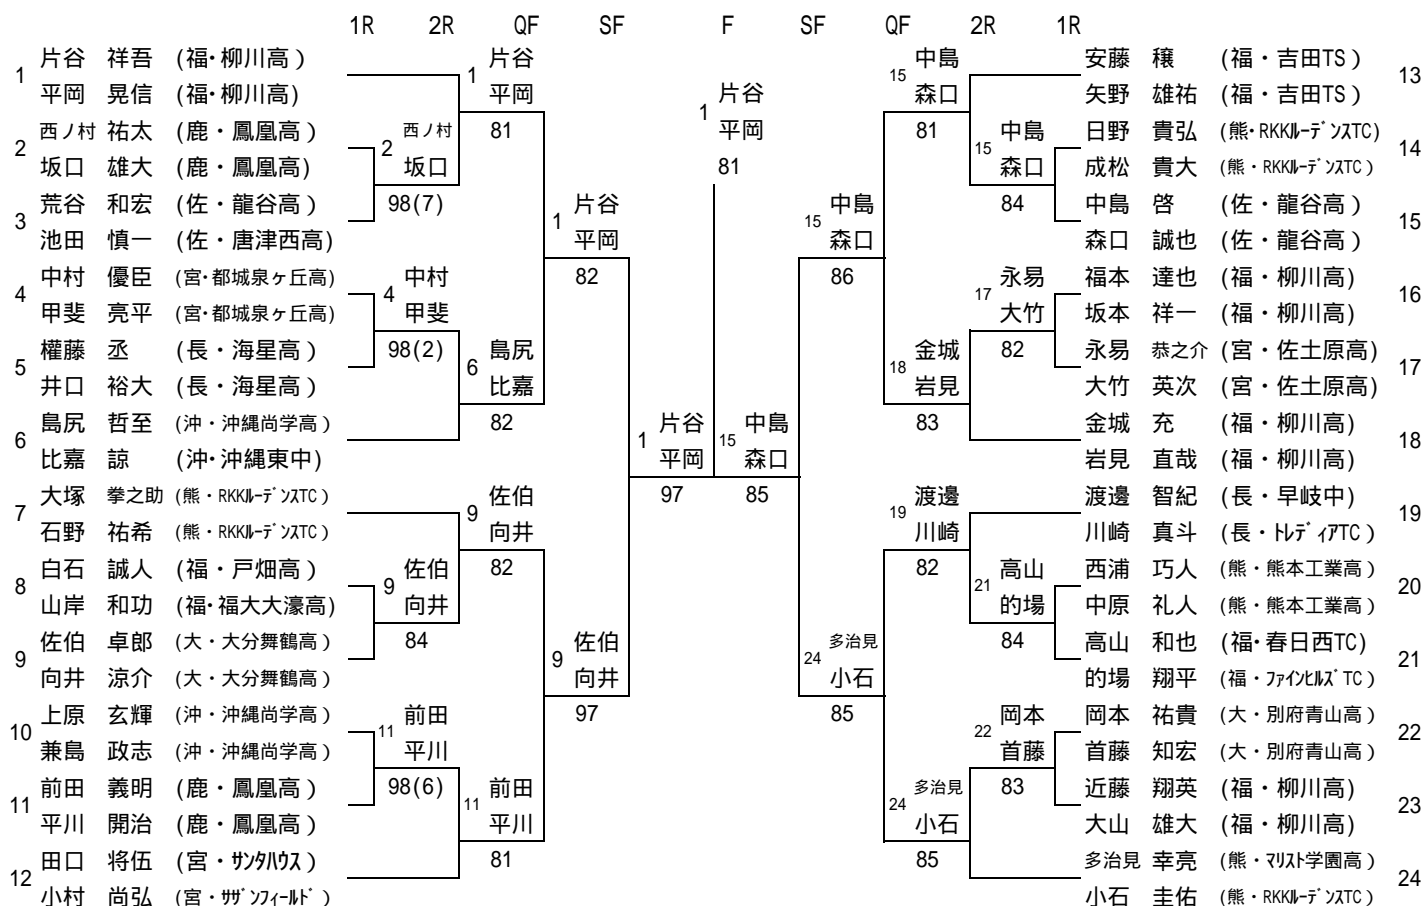 1R 2R QF SF F SF QF 2R 1R
1 片谷 祥吾 (福・柳川高)
平岡 晃信 (福・柳川高)
2 西ノ村 祐太 (鹿・鳳凰高)
坂口 雄大 (鹿・鳳凰高)
3 荒谷 和宏 (佐・龍谷高)
池田 慎一 (佐・唐津西高)
4 中村 優臣 (宮・都城泉ヶ丘高)
甲斐 亮平 (宮・都城泉ヶ丘高)
5 權藤 丞 (長・海星高)
井口 裕大 (長・海星高)
6 島尻 哲至 (沖・沖縄尚学高)
比嘉 諒 (沖・沖縄東中)
7 大塚 拳之助 (熊・RKKルーデンスTC)
石野 祐希 (熊・RKKルーデンスTC)
8 白石 誠人 (福・戸畑高)
山岸 和功 (福・福大大濠高)
9 佐伯 卓郎 (大・大分舞鶴高)
向井 涼介 (大・大分舞鶴高)
10 上原 玄輝 (沖・沖縄尚学高)
兼島 政志 (沖・沖縄尚学高)
11 前田 義明 (鹿・鳳凰高)
平川 開治 (鹿・鳳凰高)
12 田口 将伍 (宮・サンタハウス)
小村 尚弘 (宮・サザンフィールド)
2 西ノ村
坂口
98(7)
4 中村
甲斐
98(2)
9 佐伯
向井
84
11 前田
平川
98(6)
1 片谷
平岡
81
6 島尻
比嘉
82
9 佐伯
向井
82
11 前田
平川
81
1 片谷
平岡
82
9 佐伯
向井
97
1 片谷
平岡
97
1 片谷
平岡
81
15 中島
森口
85
15 中島
森口
86
24 多治見
小石
85
15 中島
森口
81
18 金城
岩見
83
19 渡邊
川崎
82
24 多治見
小石
85
15 中島
森口
84
17 永易
大竹
82
21 高山
的場
84
22 岡本
首藤
83
安藤 穣 (福・吉田TS) 13
矢野 雄祐 (福・吉田TS)
日野 貴弘 (熊・RKKルーデンスTC) 14
成松 貴大 (熊・RKKルーデンスTC)
中島 啓 (佐・龍谷高) 15
森口 誠也 (佐・龍谷高)
福本 達也 (福・柳川高) 16
坂本 祥一 (福・柳川高)
永易 恭之介 (宮・佐土原高) 17
大竹 英次 (宮・佐土原高)
金城 充 (福・柳川高) 18
岩見 直哉 (福・柳川高)
渡邊 智紀 (長・早岐中) 19
川崎 真斗 (長・トレディアTC)
西浦 巧人 (熊・熊本工業高) 20
中原 礼人 (熊・熊本工業高)
高山 和也 (福・春日西TC) 21
的場 翔平 (福・ファインヒルズTC)
岡本 祐貴 (大・別府青山高) 22
首藤 知宏 (大・別府青山高)
近藤 翔英 (福・柳川高) 23
大山 雄大 (福・柳川高)
多治見 幸亮 (熊・マリスト学園高) 24
小石 圭佑 (熊・RKKルーデンスTC)